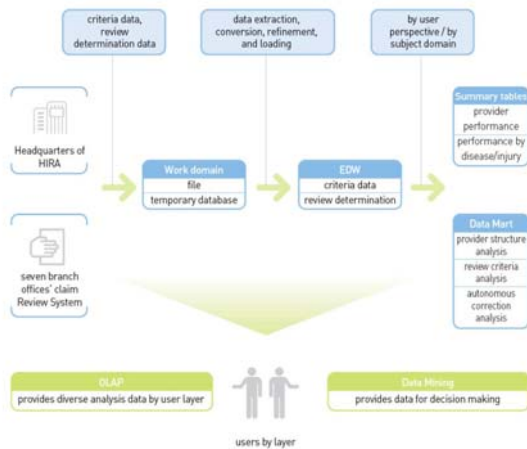 criteria data,
review
determination data
data extraction,
conversion, refinement,
and loading
by user
perspective / by
subject domain
Headquarters of
HIRA
Work domain
file
temporary database
EDW
criteria data
review determination
Summary tables
provider
performance
performance by
disease/injury
seven branch
offices' claim
Review System
Data Mart
provider structure
analysis
review criteria
analysis
autonomous
correction
analysis
OLAP
provides diverse analysis data by user layer
Data Mining
provides data for decision making
users by layer